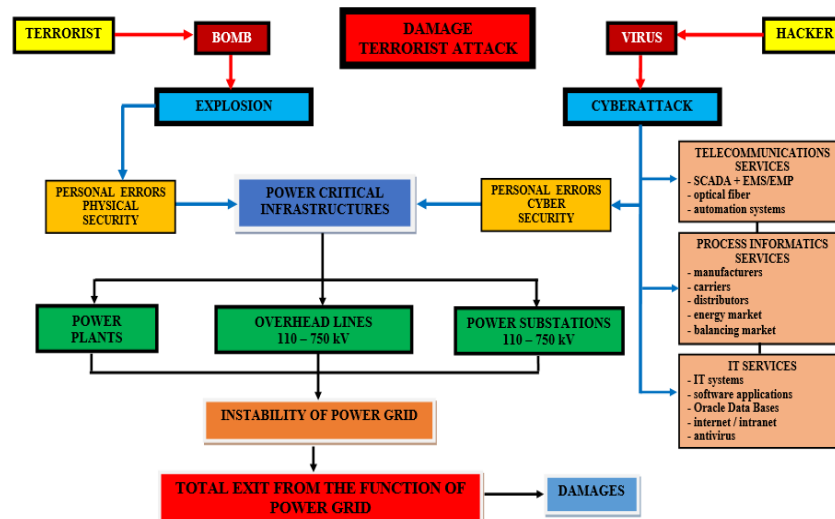 DAMAGE
TERRORIST ATTACK
TERRORIST
BOMB
VIRUS
HACKER
EXPLOSION
CYBERATTACK
PERSONAL ERRORS
PHYSICAL
SECURITY
POWER CRITICAL
INFRASTRUCTURES
PERSONAL ERRORS
CYBER
SECURITY
TELECOMMUNICATIONS
SERVICES
- SCADA + EMS/EMP
- optical fiber
- automation systems
PROCESS INFORMATICS
SERVICES
- manufacturers
- carriers
- distributors
- energy market
- balancing market
IT SERVICES
- IT systems
- software applications
- Oracle Data Bases
- internet / intranet
- antivirus
POWER
PLANTS
OVERHEAD LINES
110 – 750 kV
POWER SUBSTATIONS
110 – 750 kV
INSTABILITY OF POWER GRID
TOTAL EXIT FROM THE FUNCTION OF
POWER GRID
DAMAGES